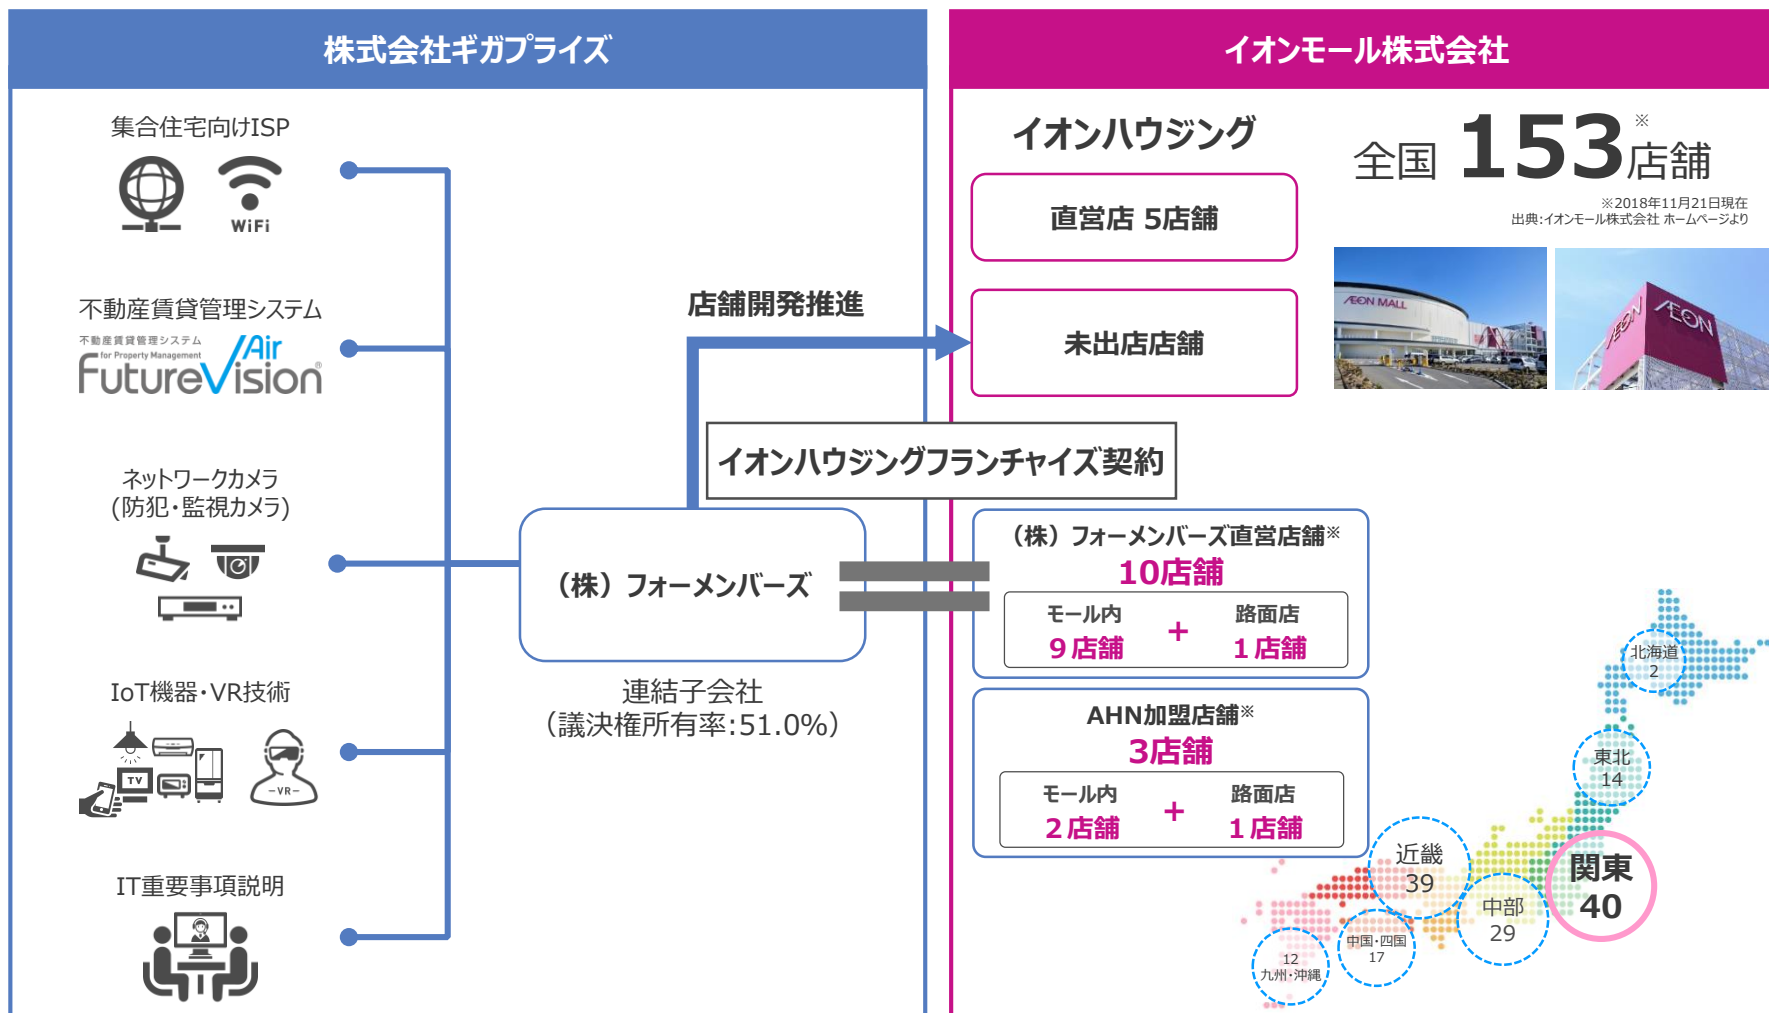 株式会社ギガプライズ
集合住宅向けISP
WiFi
不動産賃貸管理システム
不動産賃貸管理システム
for Property Management
FutureVision/Air®
ネットワークカメラ
(防犯・監視カメラ)
IoT機器・VR技術
TV
-VR-
IT重要事項説明
店舗開発推進
イオンハウジングフランチャイズ契約
（株）フォーメンバーズ
連結子会社
（議決権所有率:51.0%）
イオンモール株式会社
イオンハウジング
直営店 5店舗
未出店店舗
全国 153店舗※
※2018年11月21日現在
出典:イオンモール株式会社 ホームページより
ÆON MALL
ÆON
ÆON
（株）フォーメンバーズ直営店舗※
10店舗
モール内 路面店
9店舗 + 1店舗
AHN加盟店舗※
3店舗
モール内 路面店
2店舗 + 1店舗
北海道
2
東北
14
関東
40
近畿
39
中部
29
中国・四国
17
12
九州・沖縄